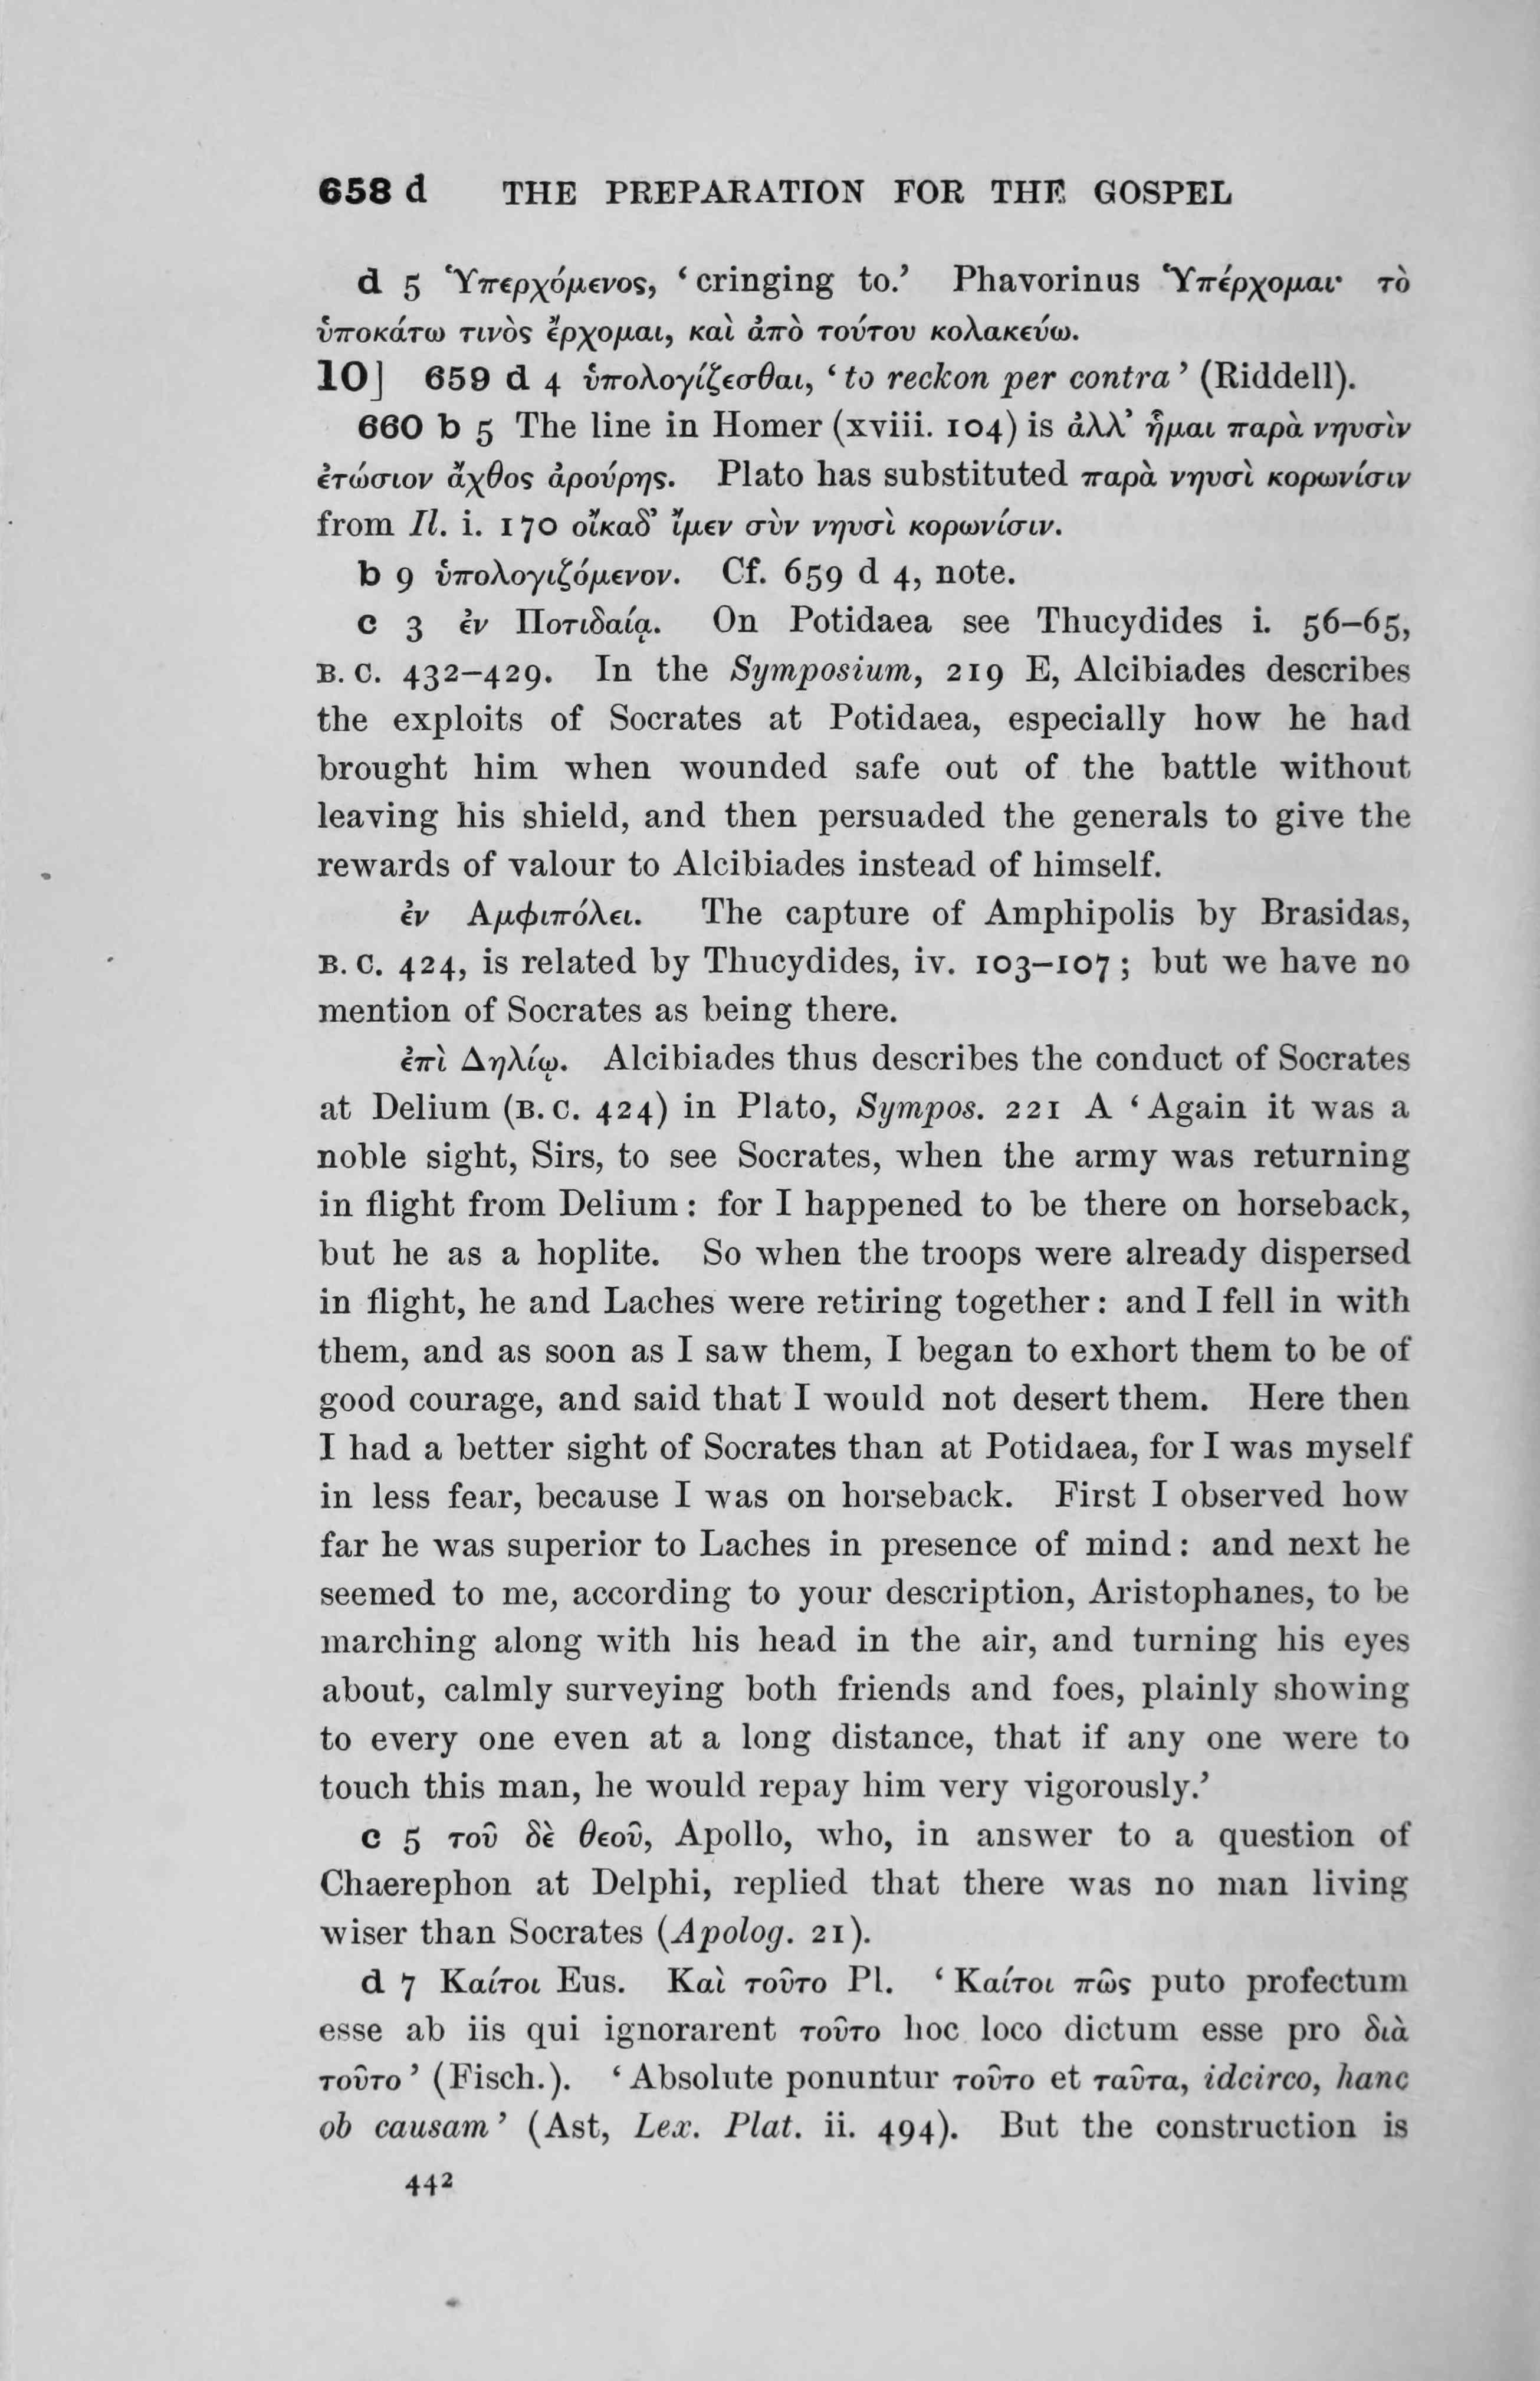 658 d THE PREPARATION FOR THE GOSPEL
d 5 Ὑπερχόμενος, ‘cringing to.’ Phavorinus Ὑπέρχομαι· τὸ
ὑποκάτω τινὸς ἔρχομαι, καὶ ἀπὸ τούτου κολακεύω.
10] 659 d 4 ὑπολογίζεσθαι, ‘to reckon per contra’ (Riddell).
660 b 5 The line in Homer (xviii. 104) is ἀλλ’ ἧμαι παρὰ νηυσὶν
ἐτώσιον ἄχθος ἀρούρης. Plato has substituted παρὰ νηυσὶ κορωνίσιν
from Il. i. 170 οἴκαδ’ ἴμεν σὺν νηυσὶ κορωνίσιν.
b 9 ὑπολογιζόμενον. Cf. 659 d 4, note.
c 3 ἐν Ποτιδαίᾳ. On Potidaea see Thucydides i. 56–65,
B. C. 432–429. In the Symposium, 219 E, Alcibiades describes
the exploits of Socrates at Potidaea, especially how he had
brought him when wounded safe out of the battle without
leaving his shield, and then persuaded the generals to give the
rewards of valour to Alcibiades instead of himself.
ἐν Αμφιπόλει. The capture of Amphipolis by Brasidas,
B. C. 424, is related by Thucydides, iv. 103–107; but we have no
mention of Socrates as being there.
ἐπὶ Δηλίῳ. Alcibiades thus describes the conduct of Socrates
at Delium (B. C. 424) in Plato, Sympos. 221 A ‘Again it was a
noble sight, Sirs, to see Socrates, when the army was returning
in flight from Delium: for I happened to be there on horseback,
but he as a hoplite. So when the troops were already dispersed
in flight, he and Laches were retiring together: and I fell in with
them, and as soon as I saw them, I began to exhort them to be of
good courage, and said that I would not desert them. Here then
I had a better sight of Socrates than at Potidaea, for I was myself
in less fear, because I was on horseback. First I observed how
far he was superior to Laches in presence of mind: and next he
seemed to me, according to your description, Aristophanes, to be
marching along with his head in the air, and turning his eyes
about, calmly surveying both friends and foes, plainly showing
to every one even at a long distance, that if any one were to
touch this man, he would repay him very vigorously.’
c 5 τοῦ δὲ θεοῦ, Apollo, who, in answer to a question of
Chaerephon at Delphi, replied that there was no man living
wiser than Socrates (Apolog. 21).
d 7 Καίτοι Eus. Καὶ τοῦτο Pl. ‘Καίτοι πῶς puto profectum
esse ab iis qui ignorarent τοῦτο hoc loco dictum esse pro διὰ
τοῦτο’ (Fisch.). ‘Absolute ponuntur τοῦτο et ταῦτα, idcirco, hanc
ob causam’ (Ast, Lex. Plat. ii. 494). But the construction is
442